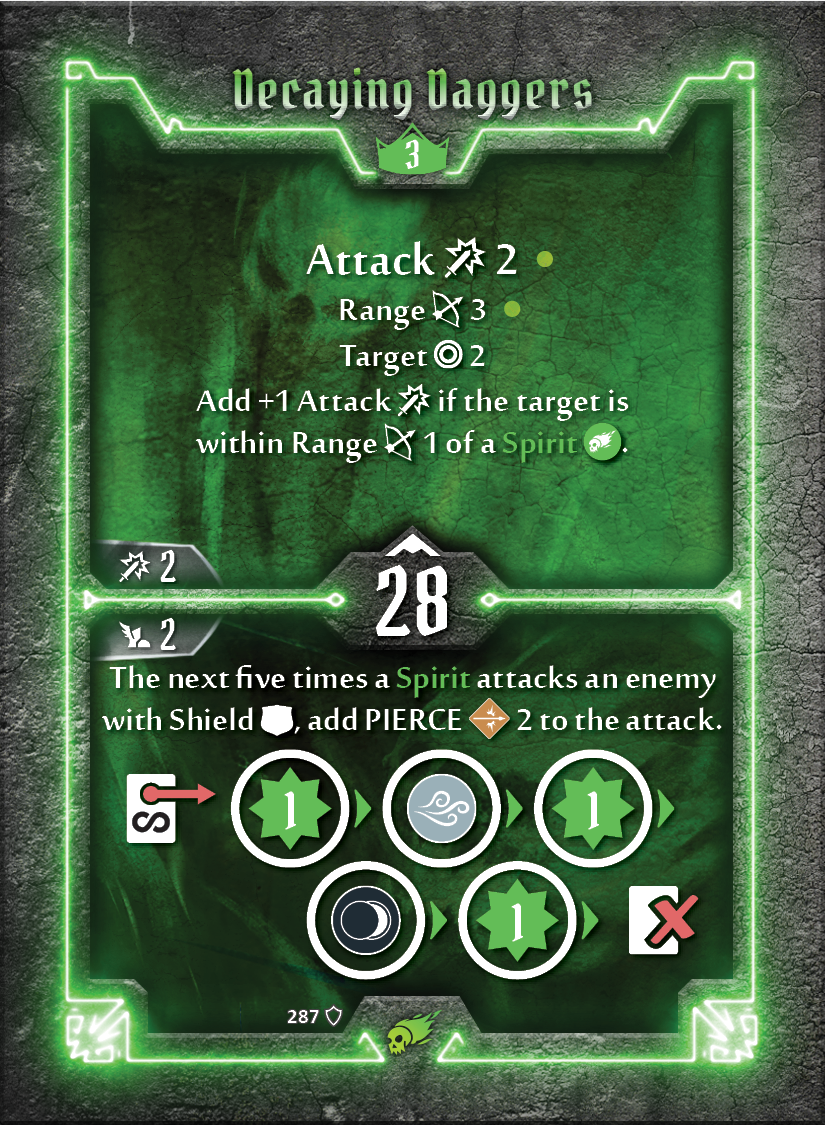 Decaying Daggers
3
Attack 2
Range 3
Target 2
Add +1 Attack if the target is
within Range 1 of a Spirit .
2
28
2
The next five times a Spirit attacks an enemy
with Shield , add PIERCE 2 to the attack.
1 1
1
287